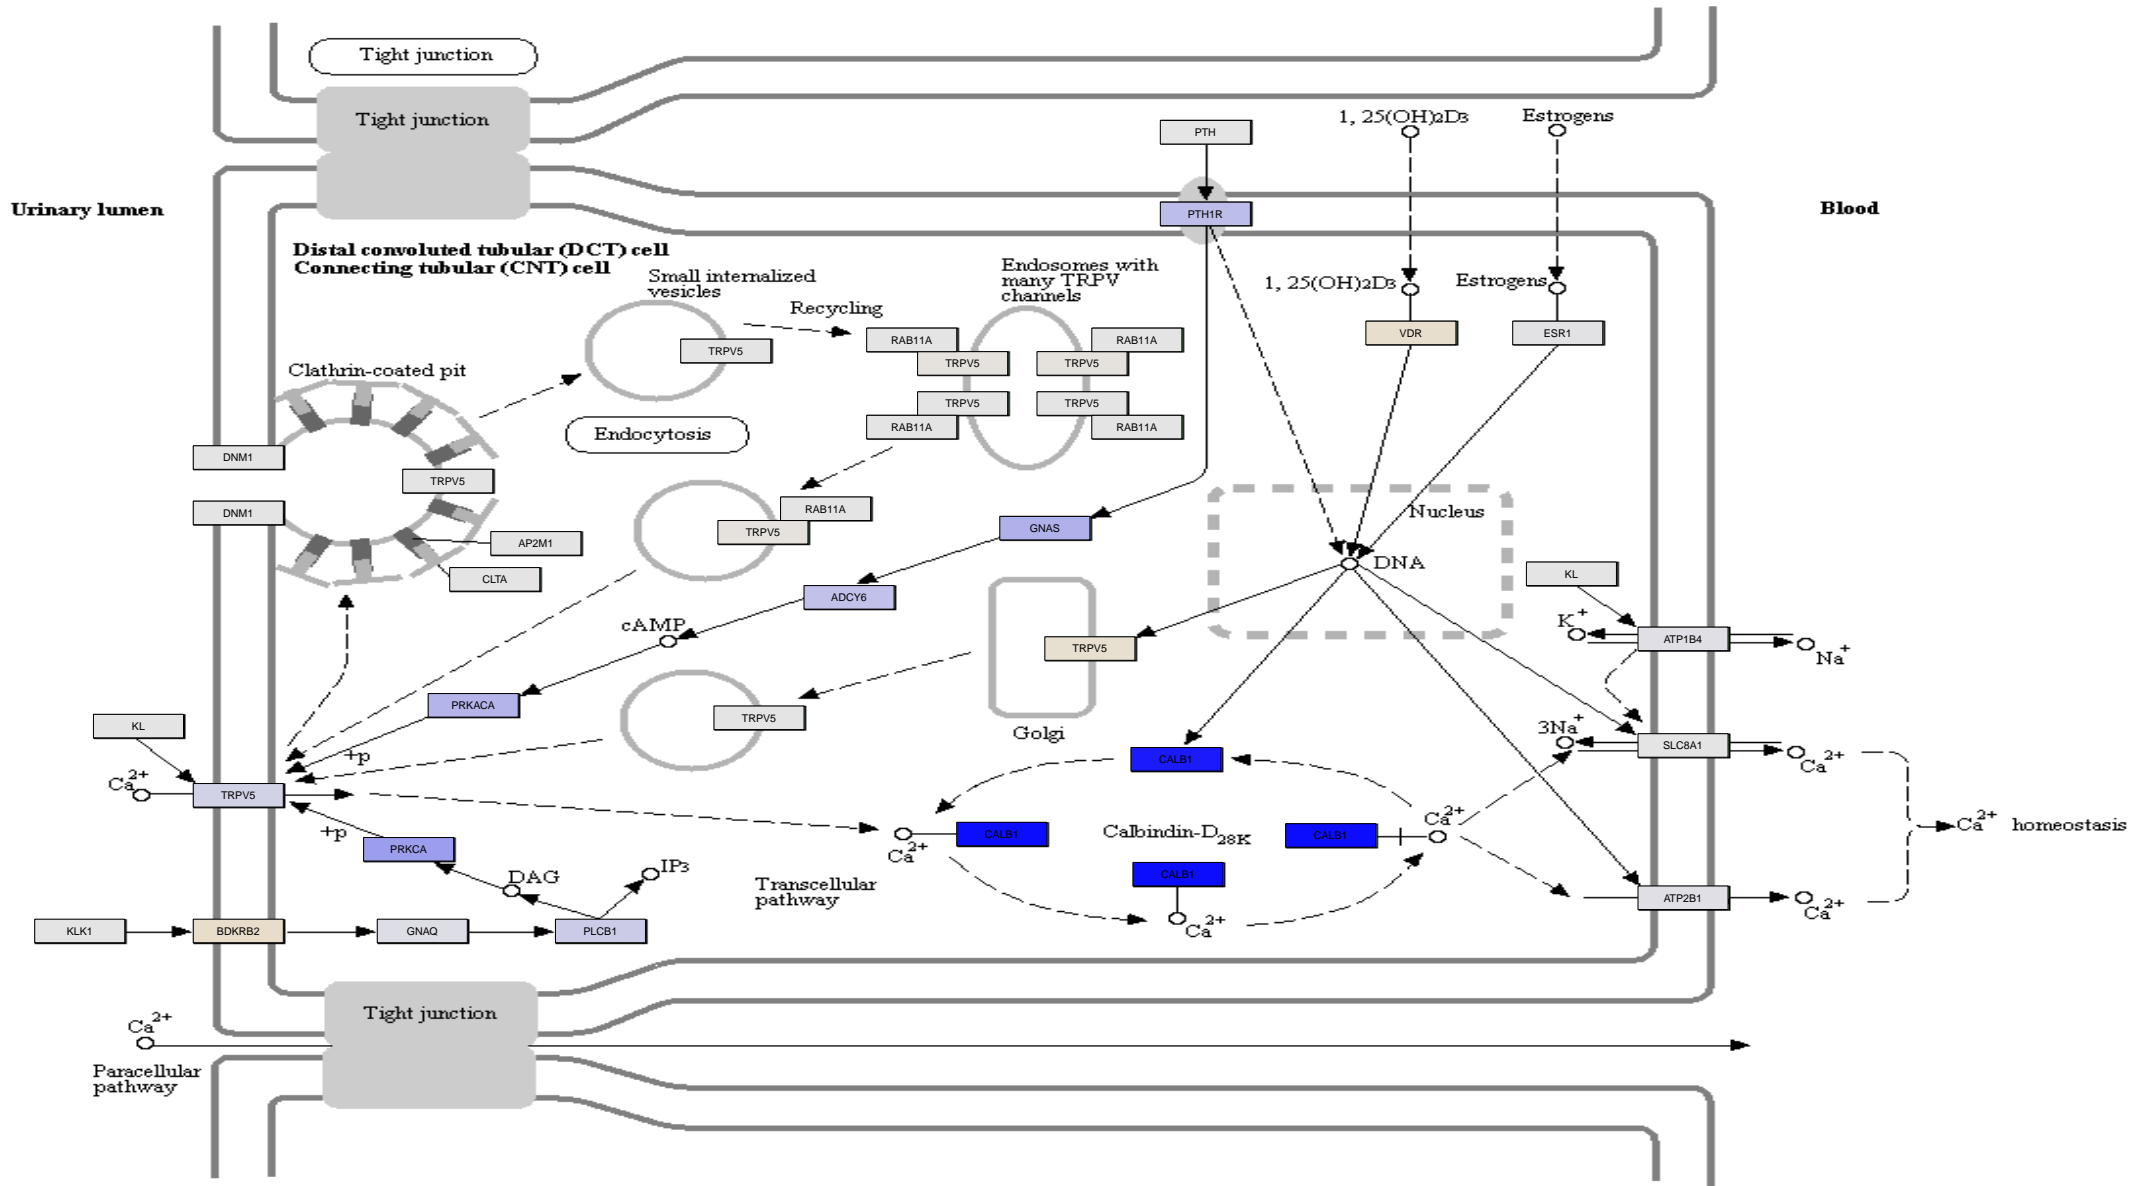 Tight junction
Tight junction
PTH
1, 25(OH)2D3
Estrogens
Urinary lumen
PTH1R
Blood
Distal convoluted tubular (DCT) cell
Connecting tubular (CNT) cell
Small internalized
vesicles
Recycling
Endosomes with
many TRPV
channels
1, 25(OH)2D3
Estrogens
RAB11A
RAB11A
VDR
ESR1
TRPV5
TRPV5
TRPV5
Clathrin-coated pit
TRPV5
TRPV5
RAB11A
RAB11A
Endocytosis
DNM1
TRPV5
DNM1
RAB11A
Nucleus
TRPV5
GNAS
AP2M1
CLTA
DNA
KL
ADCY6
cAMP
K+
ATP1B4
Na+
TRPV5
PRKACA
TRPV5
KL
Golgi
3Na+
SLC8A1
Ca2+
+p
CALB1
Ca2+
TRPV5
+p
PRKCA
Ca2+
CALB1
Calbindin-D28K
CALB1
Ca2+
Ca2+ homeostasis
DAG
IP3
CALB1
Transcellular
pathway
ATP2B1
Ca2+
Ca2+
KLK1
BDKRB2
GNAQ
PLCB1
Tight junction
Ca2+
Paracellular
pathway